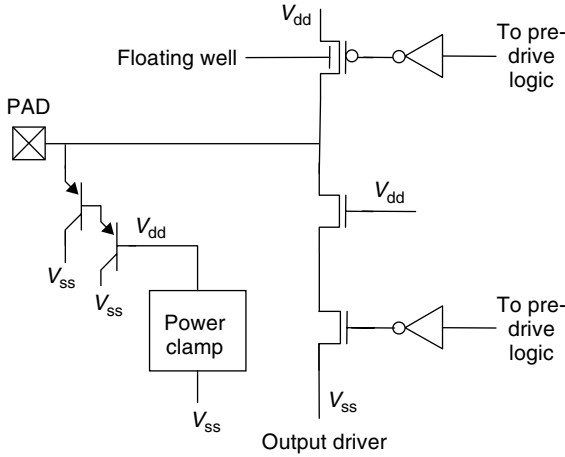 Vdd
To pre-
drive
logic
Floating well
PAD
Vdd
Vdd
Vss
Vss
Power
clamp
To pre-
drive
logic
Vss
Vss
Output driver